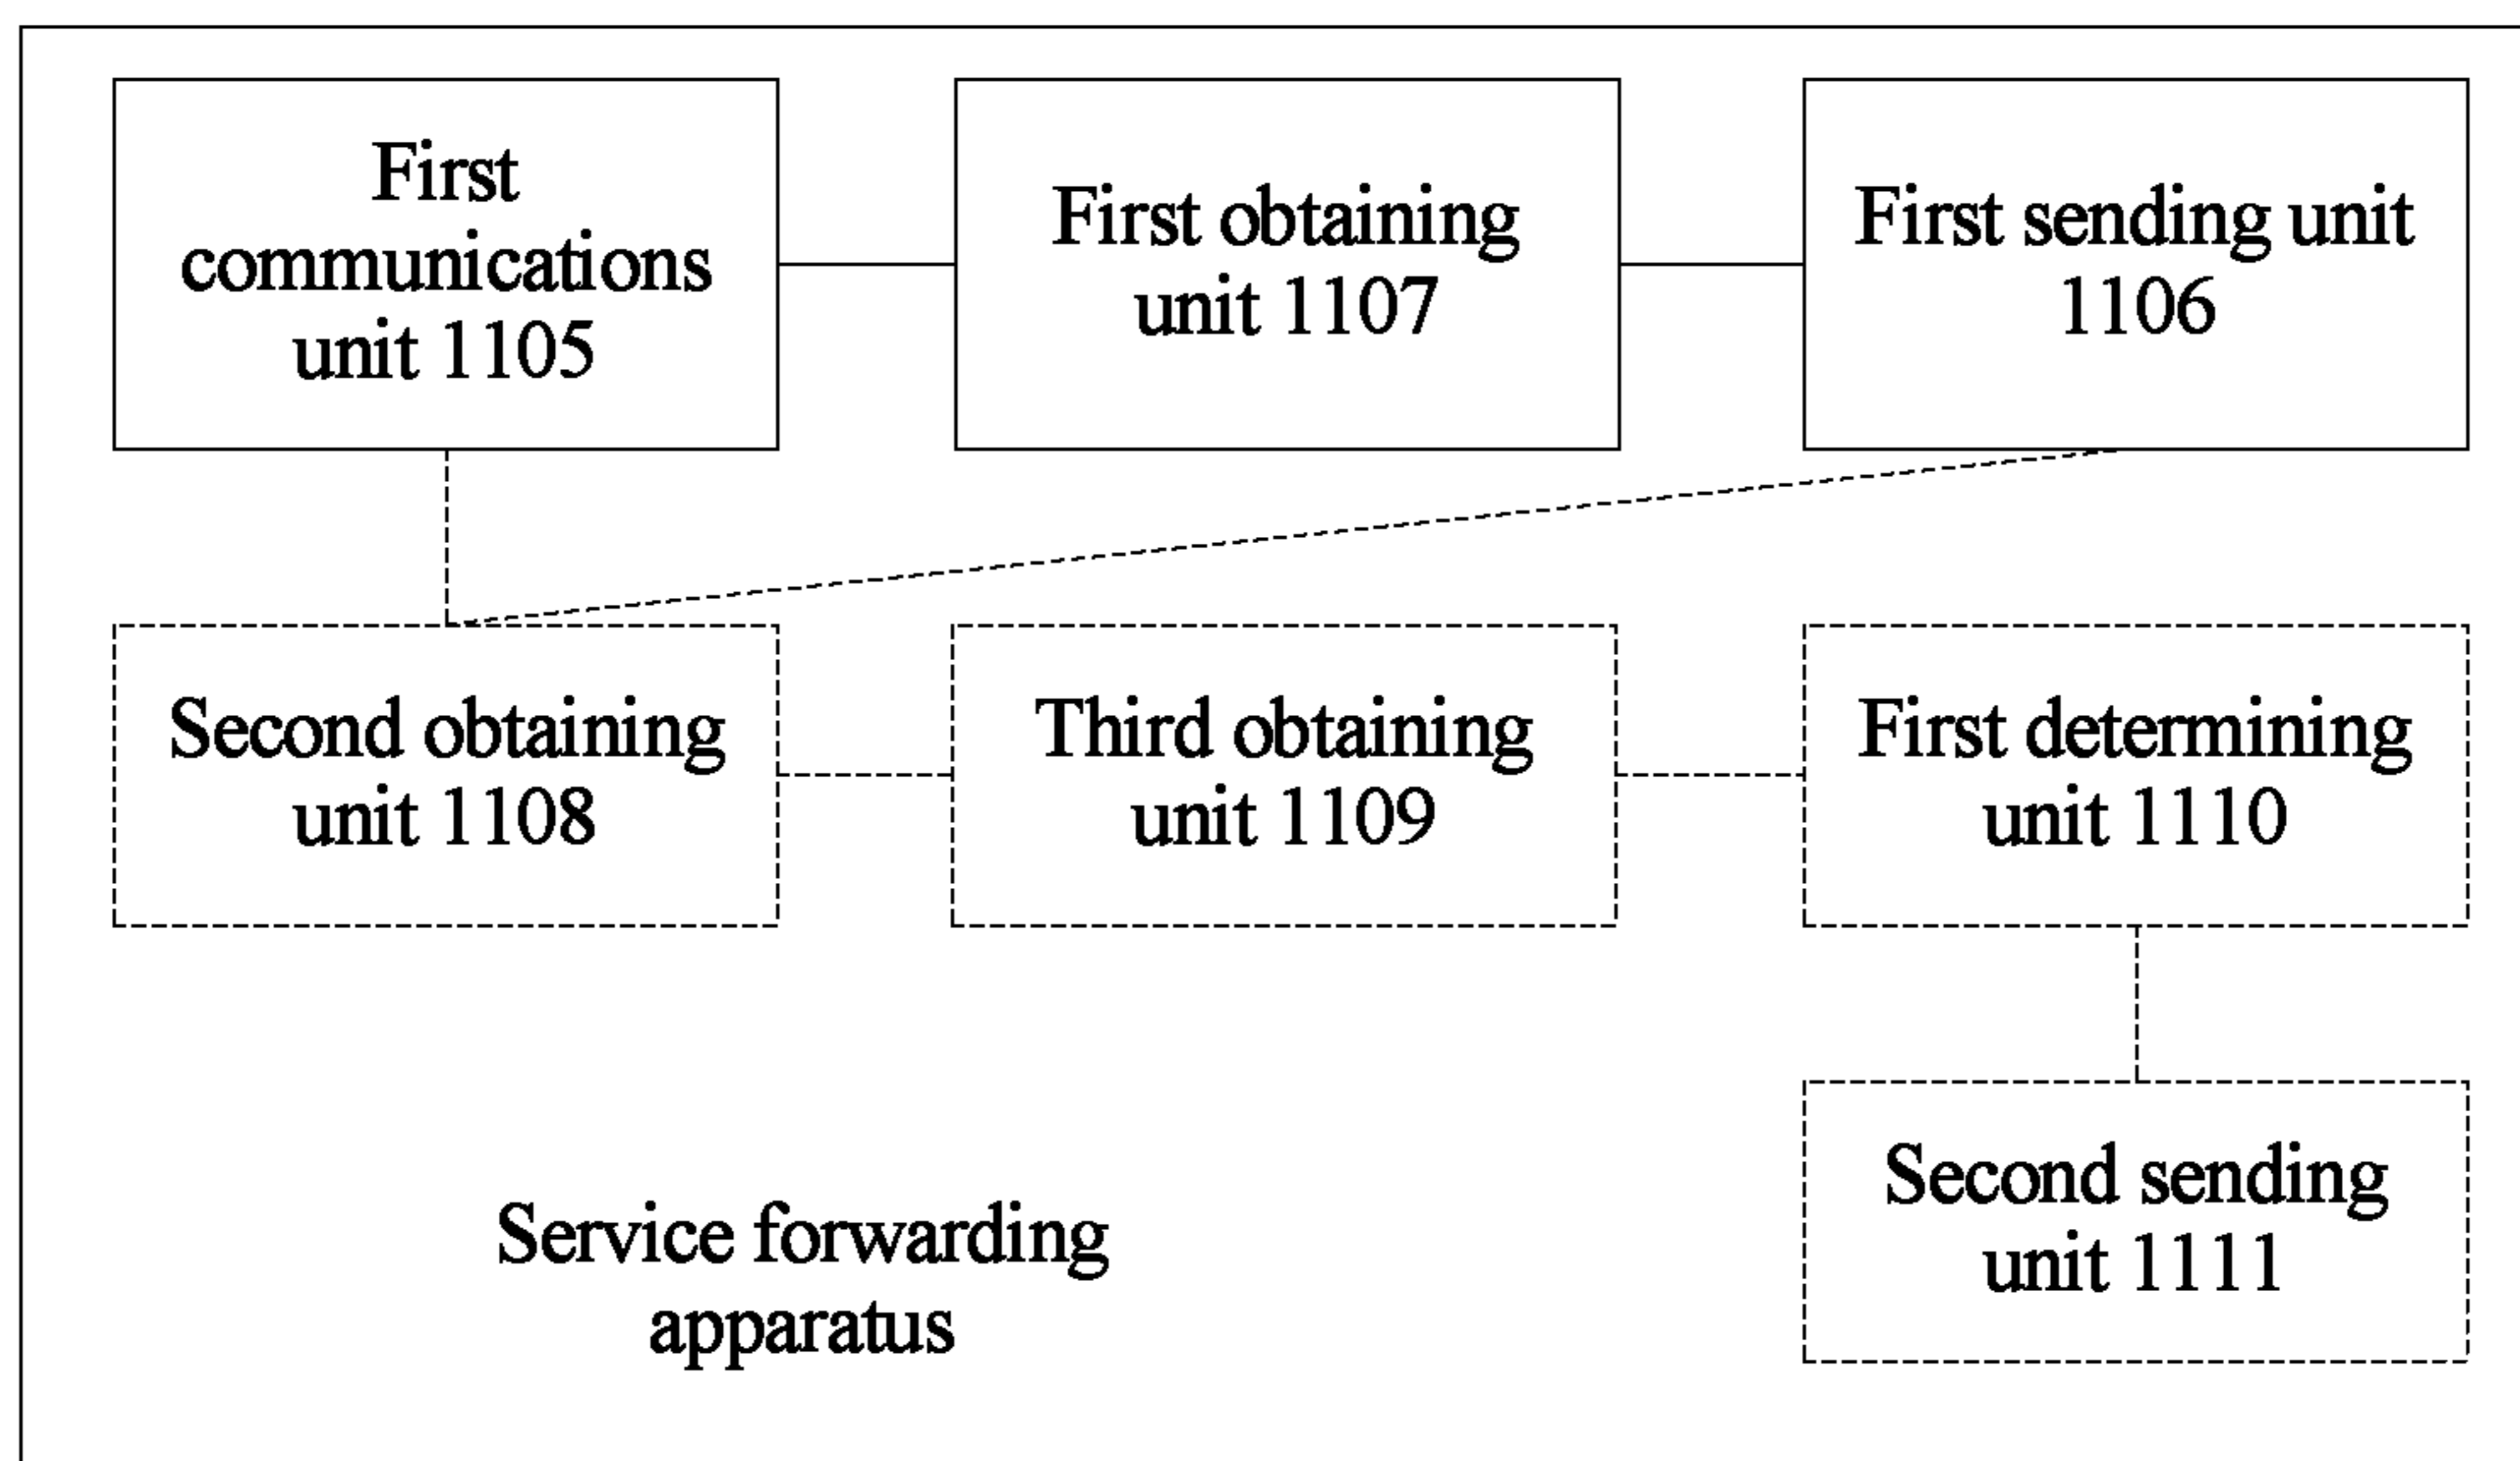 First
communications
unit 1105
First obtaining
unit 1107
First sending unit
1106
Second obtaining
unit 1108
Third obtaining
unit 1109
First determining
unit 1110
Second sending
unit 1111
Service forwarding
apparatus